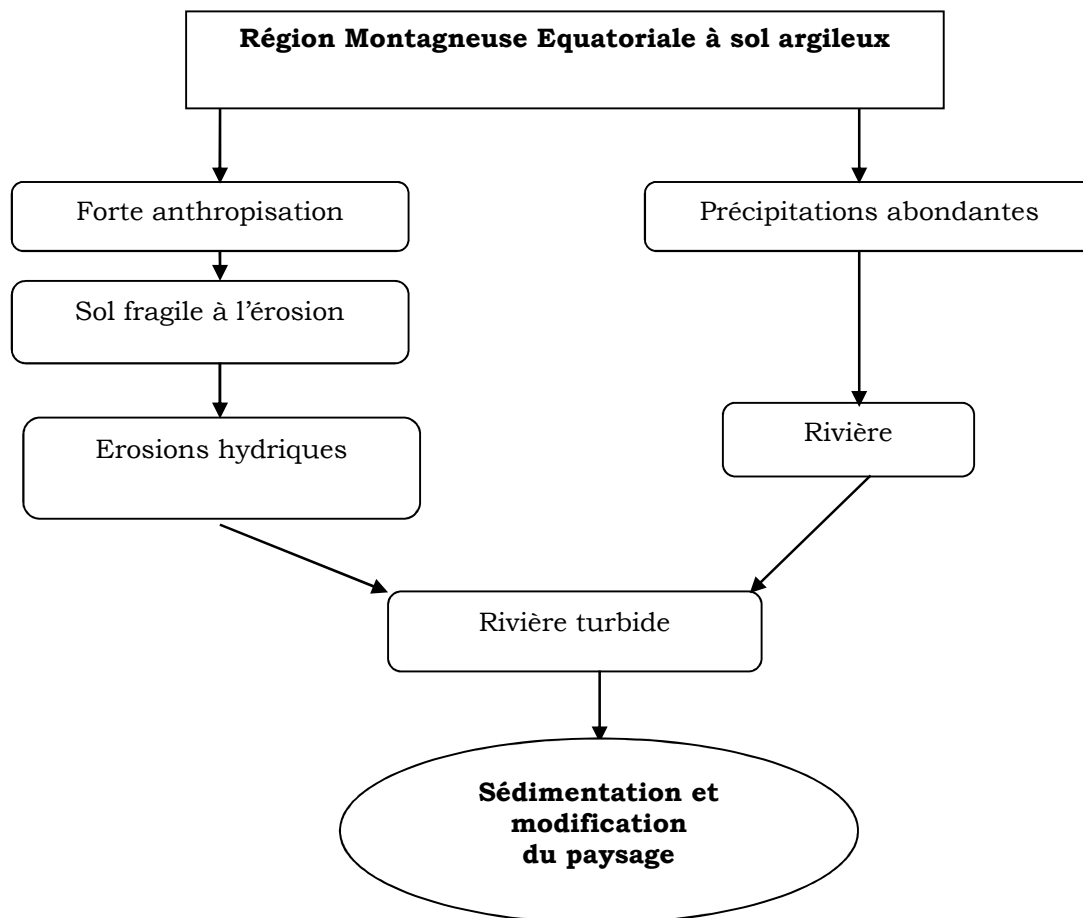 Région Montagneuse Equatoriale à sol argileux
Forte anthropisation
Précipitations abondantes
Sol fragile à l’érosion
Erosions hydriques
Rivière
Rivière turbide
Sédimentation et
modification
du paysage